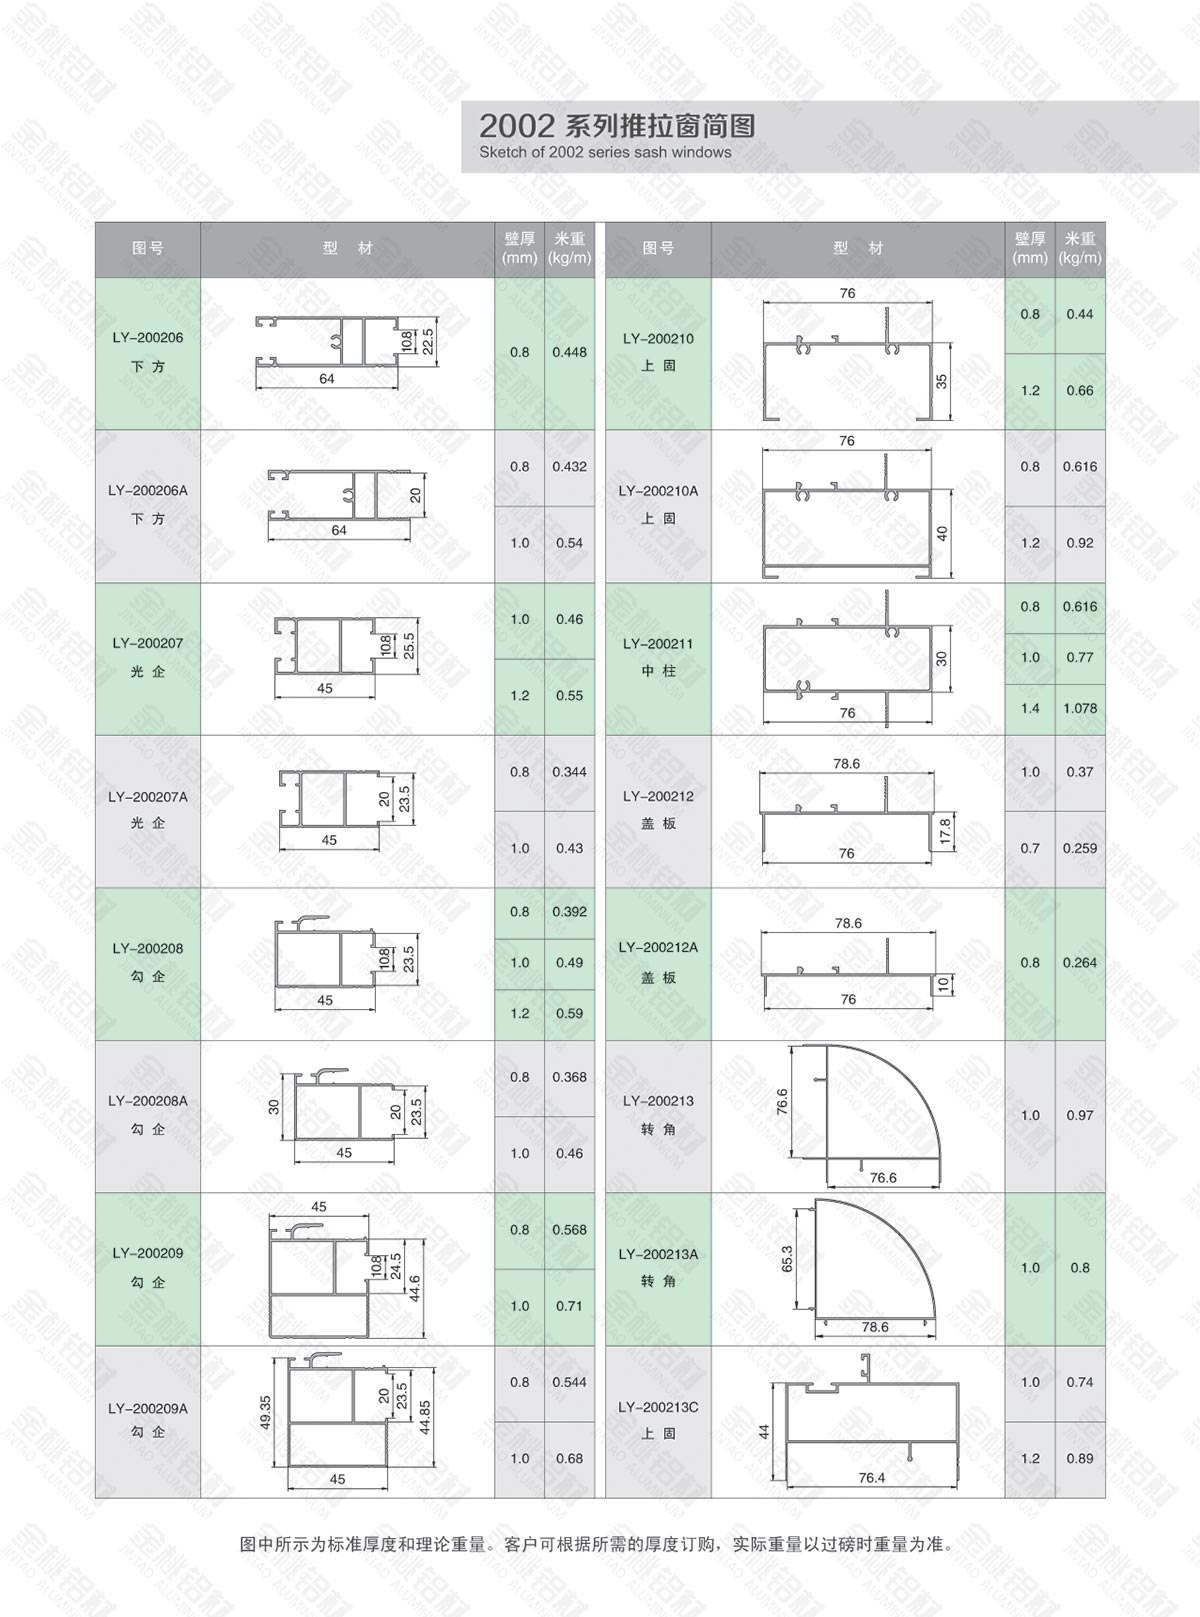 2002 系列推拉窗简图
Sketch of 2002 series sash windows
图号 型 材 壁厚(mm) 米重(kg/m)
LY-200206
下 方
64
10.8
22.5
0.8 0.448
LY-200206A
下 方
64
20
0.8 0.432
1.0 0.54
LY-200207
光 企
45
10.8
25.5
1.0 0.46
1.2 0.55
LY-200207A
光 企
45
20
23.5
0.8 0.344
1.0 0.43
LY-200208
勾 企
45
10.8
23.5
0.8 0.392
1.0 0.49
1.2 0.59
LY-200208A
勾 企
30
45
20
23.5
0.8 0.368
1.0 0.46
LY-200209
勾 企
45
10.8
24.5
44.6
0.8 0.568
1.0 0.71
LY-200209A
勾 企
49.35
45
20
23.5
44.85
0.8 0.544
1.0 0.68
图号 型 材 壁厚(mm) 米重(kg/m)
LY-200210
上 固
76
35
0.8 0.44
1.2 0.66
LY-200210A
上 固
76
40
0.8 0.616
1.2 0.92
LY-200211
中 柱
30
76
0.8 0.616
1.0 0.77
1.4 1.078
LY-200212
盖 板
78.6
17.8
76
1.0 0.37
0.7 0.259
LY-200212A
盖 板
78.6
10
76
0.8 0.264
LY-200213
转 角
76.6
76.6
1.0 0.97
LY-200213A
转 角
65.3
78.6
1.0 0.8
LY-200213C
上 固
44
76.4
1.0 0.74
1.2 0.89
图中所示为标准厚度和理论重量。客户可根据所需的厚度订购，实际重量以过磅时重量为准。
金桃铝材
JINTAO ALUMINIUM